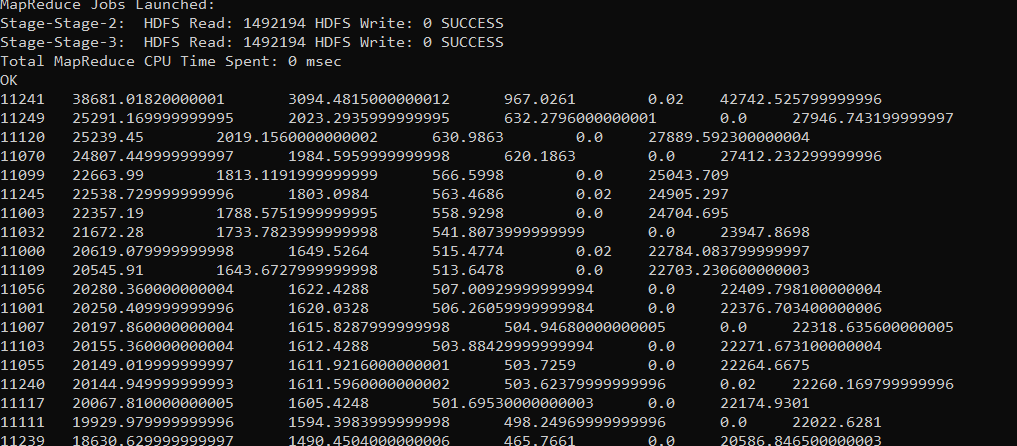 MapReduce Jobs Launched:
Stage-Stage-2:  HDFS Read: 1492194 HDFS Write: 0 SUCCESS
Stage-Stage-3:  HDFS Read: 1492194 HDFS Write: 0 SUCCESS
Total MapReduce CPU Time Spent: 0 msec
OK
11241   38681.01820000001       3094.4815000000012      967.0261        0.02    42742.525799999996
11249   25291.169999999995      2023.2935999999995      632.2796000000001       0.0     27946.743199999997
11120   25239.45        2019.1560000000002      630.9863        0.0     27889.592300000004
11070   24807.449999999997      1984.5959999999998      620.1863        0.0     27412.232299999996
11099   22663.99        1813.1191999999999      566.5998        0.0     25043.709
11245   22538.729999999996      1803.0984       563.4686        0.02    24905.297
11003   22357.19        1788.5751999999995      558.9298        0.0     24704.695
11032   21672.28        1733.7823999999998      541.8073999999999       0.0     23947.8698
11000   20619.079999999998      1649.5264       515.4774        0.02    22784.083799999997
11109   20545.91        1643.6727999999998      513.6478        0.0     22703.230600000003
11056   20280.360000000004      1622.4288       507.00929999999994      0.0     22409.798100000004
11001   20250.409999999996      1620.0328       506.26059999999984      0.0     22376.703400000006
11007   20197.860000000004      1615.8287999999998      504.94680000000005      0.0     22318.635600000005
11103   20155.360000000004      1612.4288       503.88429999999994      0.0     22271.673100000004
11055   20149.019999999997      1611.9216000000001      503.7259        0.0     22264.6675
11240   20144.949999999993      1611.5960000000002      503.62379999999996      0.02    22260.169799999996
11117   20067.810000000005      1605.4248       501.69530000000003      0.0     22174.9301
11111   19929.979999999996      1594.3983999999998      498.24969999999996      0.0     22022.6281
11239   18630.629999999997      1490.4504000000006      465.7661        0.0     20586.846500000003